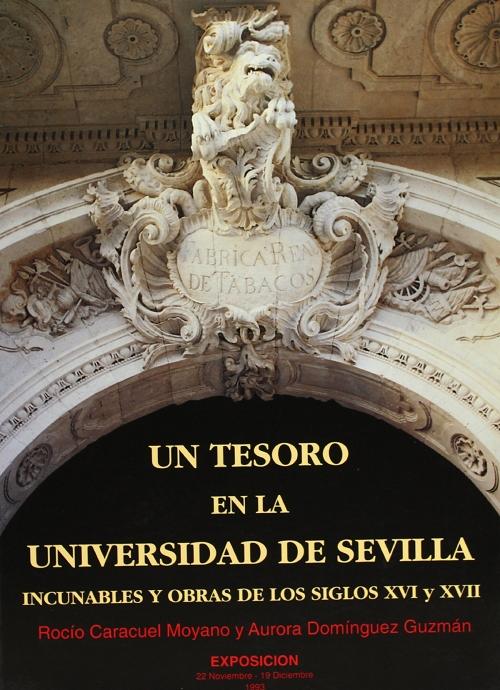 FABRICA REAL
DE TABACOS
UN TESORO
EN LA
UNIVERSIDAD DE SEVILLA
INCUNABLES Y OBRAS DE LOS SIGLOS XVI y XVII
Rocío Caracuel Moyano y Aurora Domínguez Guzmán
EXPOSICION
22 Noviembre - 19 Diciembre
1993